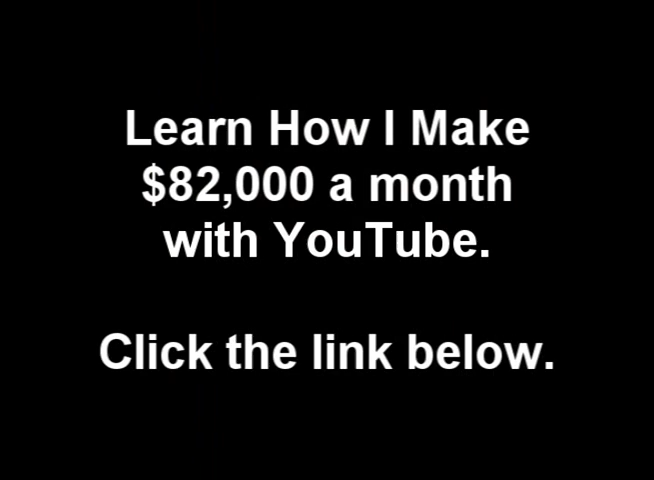 Learn How I Make
$82,000 a month
with YouTube.
Click the link below.